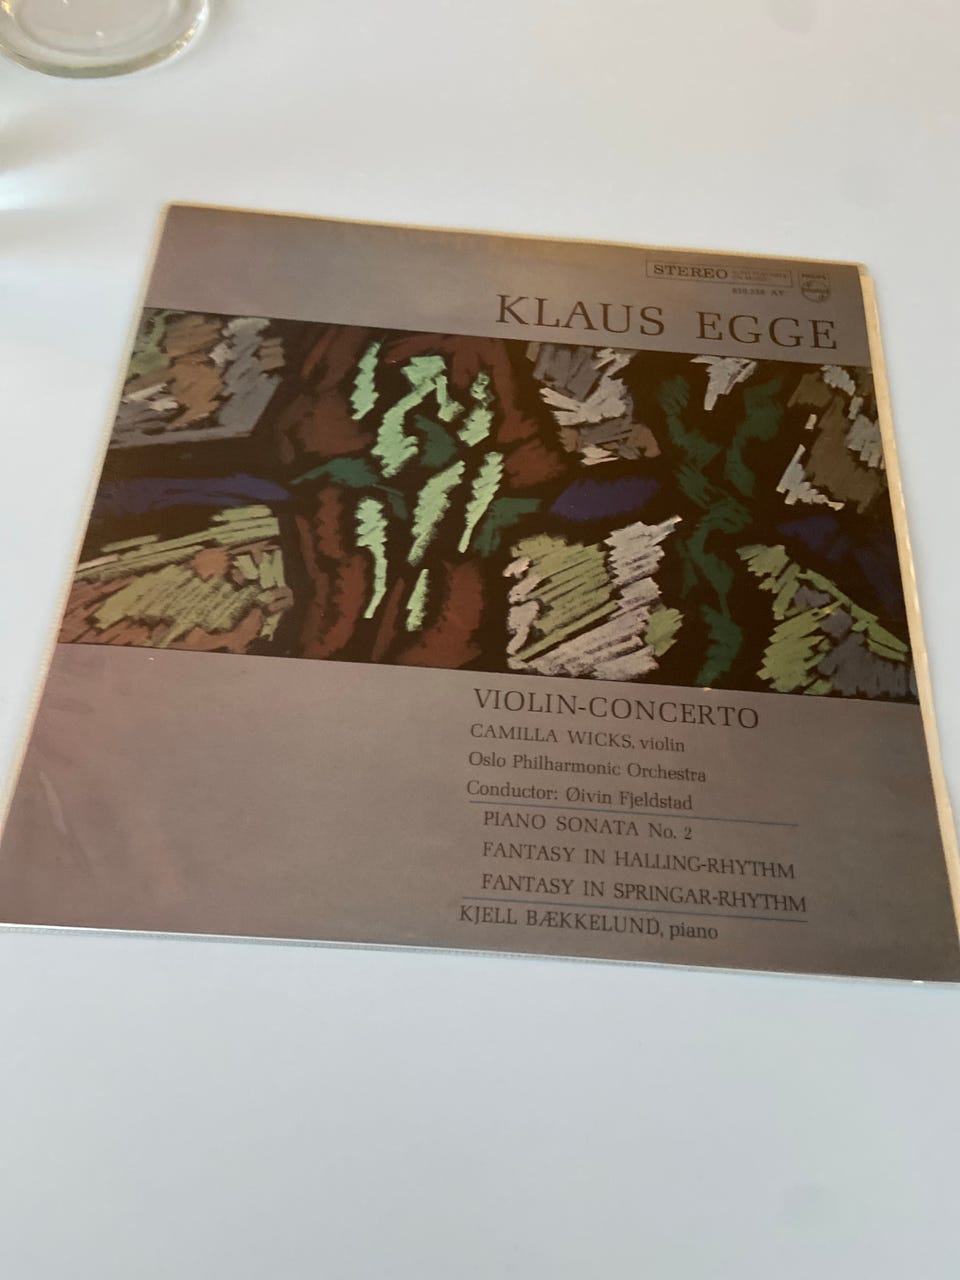 STEREO
PHILIPS
KLAUS EGGE
VIOLIN-CONCERTO
CAMILLA WICKS, violin
Oslo Philharmonic Orchestra
Conductor: Øivin Fjeldstad
PIANO SONATA No. 2
FANTASY IN HALLING-RHYTHM
FANTASY IN SPRINGAR-RHYTHM
KJELL BÆKKELUND, piano